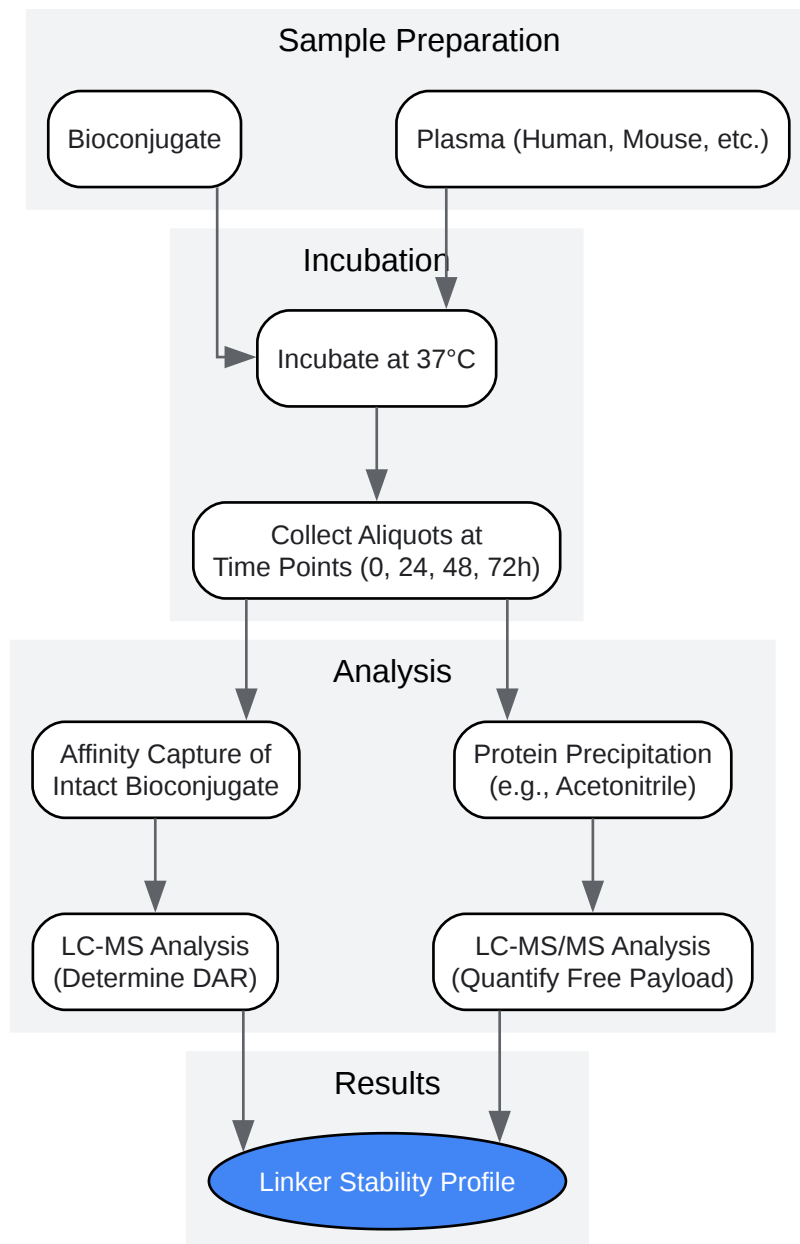 Sample Preparation
Bioconjugate
Plasma (Human, Mouse, etc.)
Incubation
Incubate at 37°C
Collect Aliquots at
Time Points (0, 24, 48, 72h)
Analysis
Affinity Capture of
Intact Bioconjugate
Protein Precipitation
(e.g., Acetonitrile)
LC-MS Analysis
(Determine DAR)
LC-MS/MS Analysis
(Quantify Free Payload)
Results
Linker Stability Profile